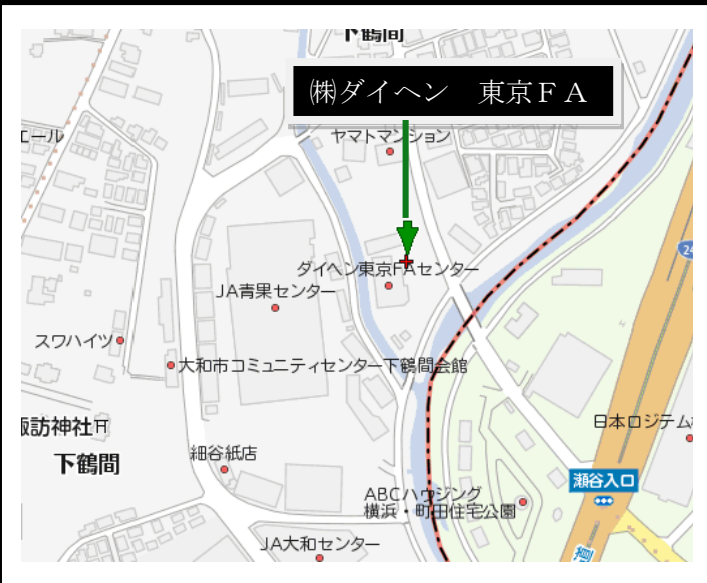 下鶴間
㈱ダイヘン　東京ＦＡ
エール
ヤマトマンション
24
ダイヘン東京FAセンター
JA青果センター
スワハイツ
大和市コミュニティセンター下鶴間会館
諏訪神社
下鶴間
日本ロジテム
細谷紙店
瀬谷入口
ABCハウジング
横浜・町田住宅公園
JA大和センター
道